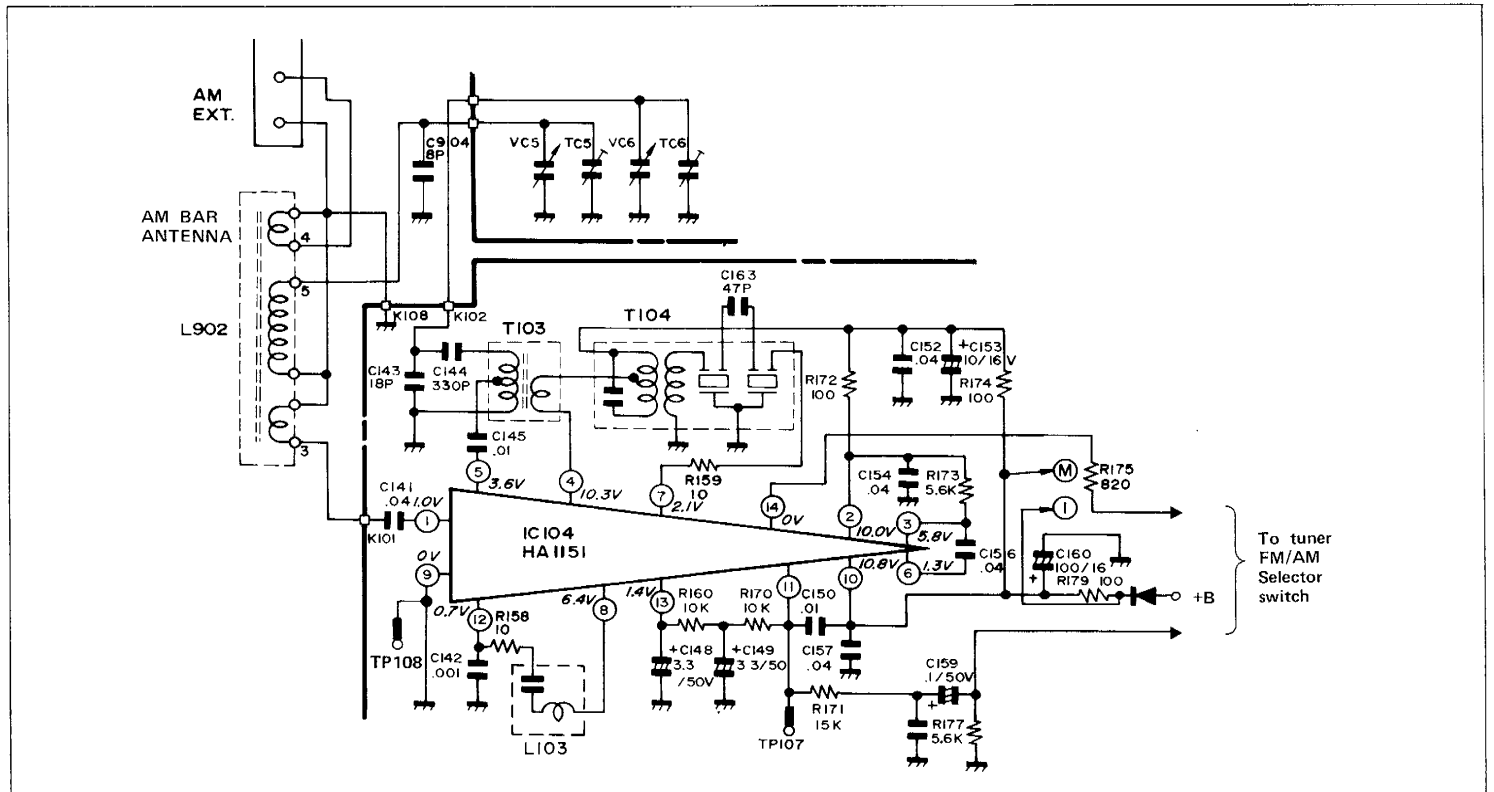 AM
EXT.
C904
8P
VC5
TC5
VC6
TC6
AM BAR
ANTENNA
4
5
L902
3
K108
K102
T103
T104
C163
47P
C143
18P
C144
330P
C145
.01
R172
100
C152
.04
+C153
10/16V
R174
100
R159
10
C154
.04
R173
5.6K
M
R175
820
I
C141
.04
1.0V
1
5
3.6V
4
10.3V
7
2.1V
14
0V
2
10.0V
3
5.8V
IC104
HA1151
10.8V
6
1.3V
C156
.04
C160
100/16
+
R179 100
+B
To tuner
FM/AM
Selector
switch
K101
0V
9
0.7V
12
R158
10
6.4V
8
1.4V
13
R160
10K
R170
10K
11
C150
.01
10
TP108
C142
.001
+C148
3.3
/50V
+C149
3.3/50
C157
.04
L103
TP107
R171
15K
C159
.1/50V
+
R177
5.6K